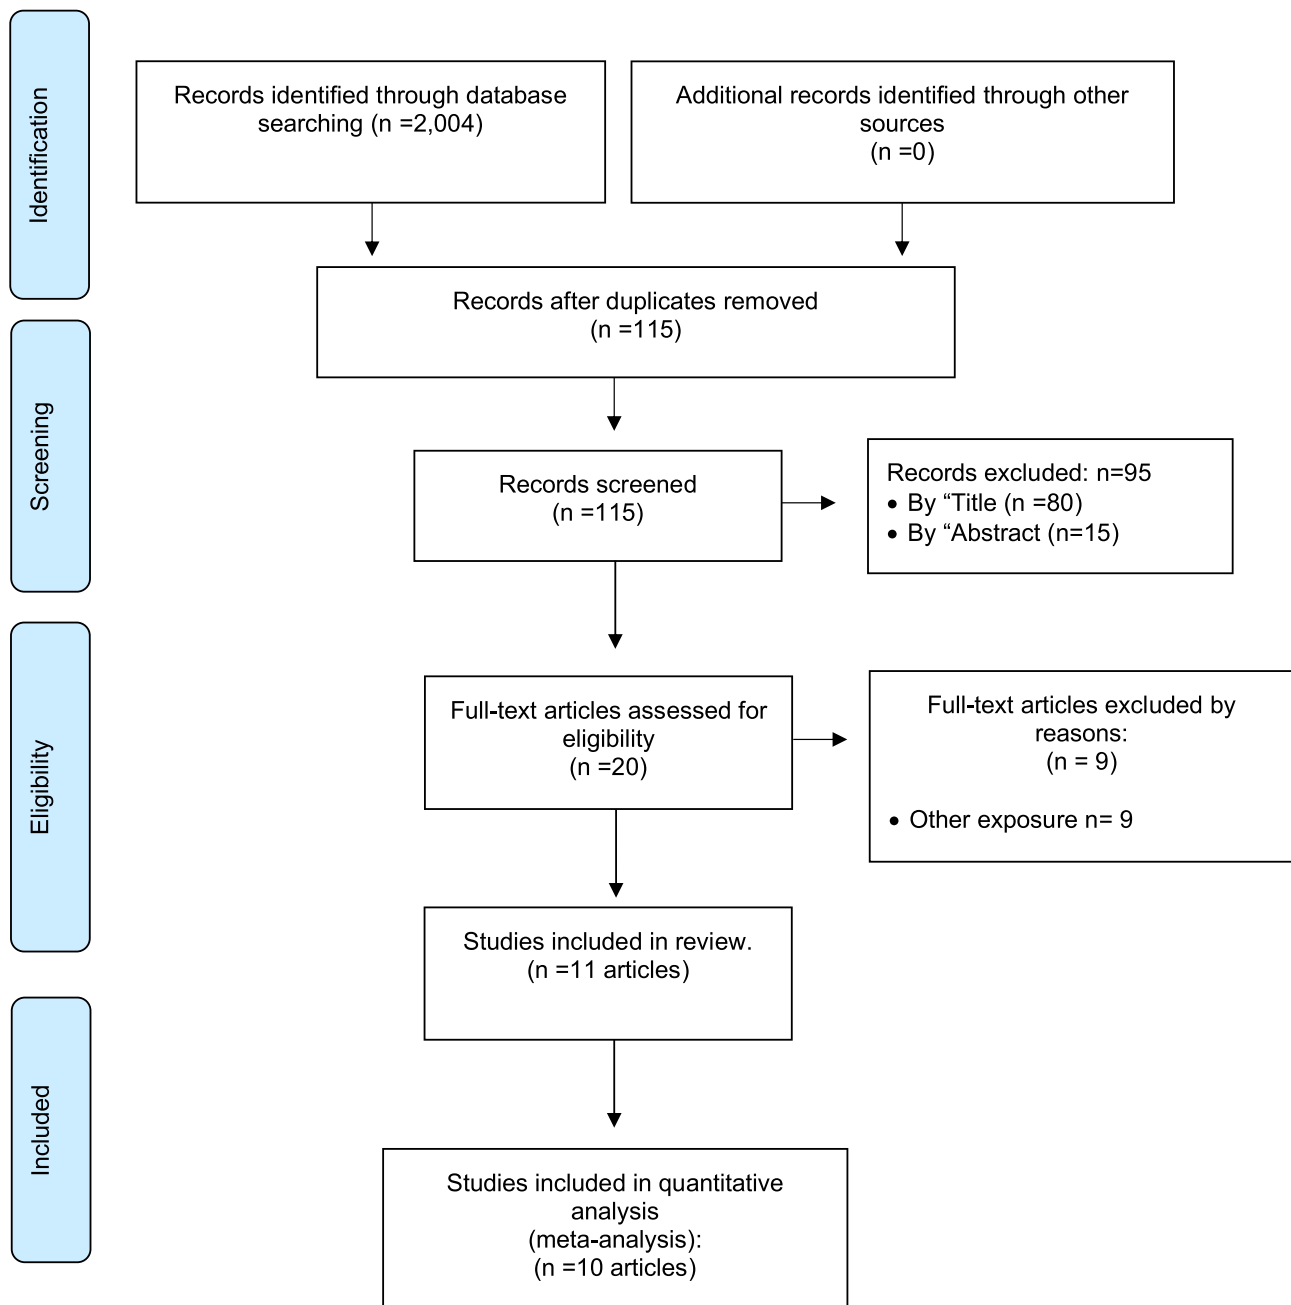 Identification
Records identified through database
searching (n =2,004)
Additional records identified through other
sources
(n =0)
Records after duplicates removed
(n =115)
Screening
Records screened
(n =115)
Records excluded: n=95
• By “Title (n =80)
• By “Abstract (n=15)
Eligibility
Full-text articles assessed for
eligibility
(n =20)
Full-text articles excluded by
reasons:
(n = 9)
• Other exposure n= 9
Studies included in review.
(n =11 articles)
Included
Studies included in quantitative
analysis
(meta-analysis):
(n =10 articles)